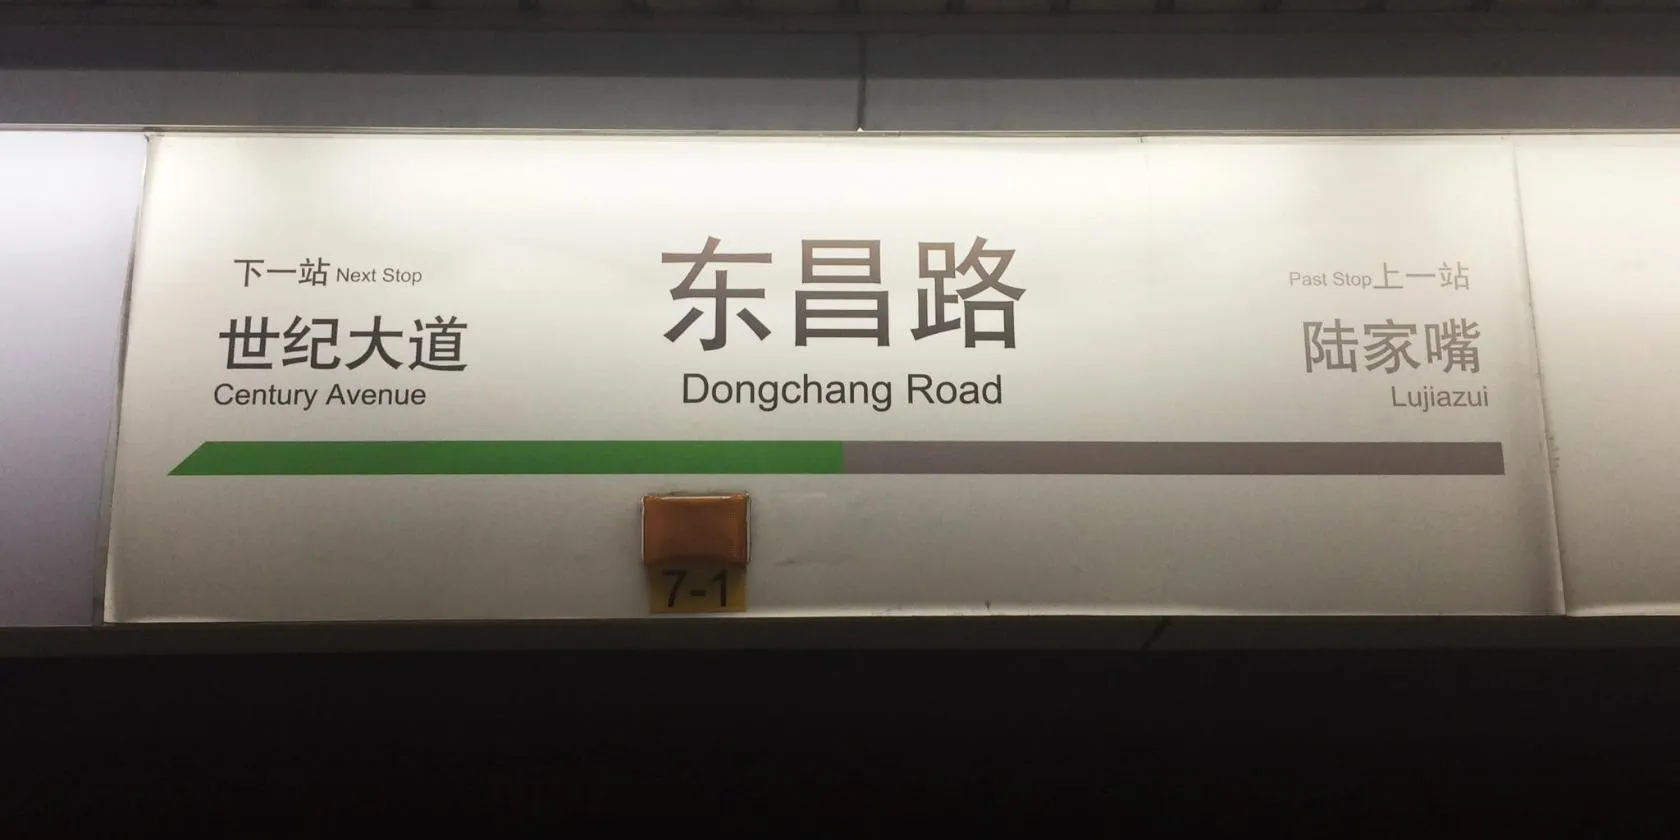 下一站 Next Stop
世纪大道
Century Avenue
东昌路
Dongchang Road
Past Stop上一站
陆家嘴
Lujiazui
7-1